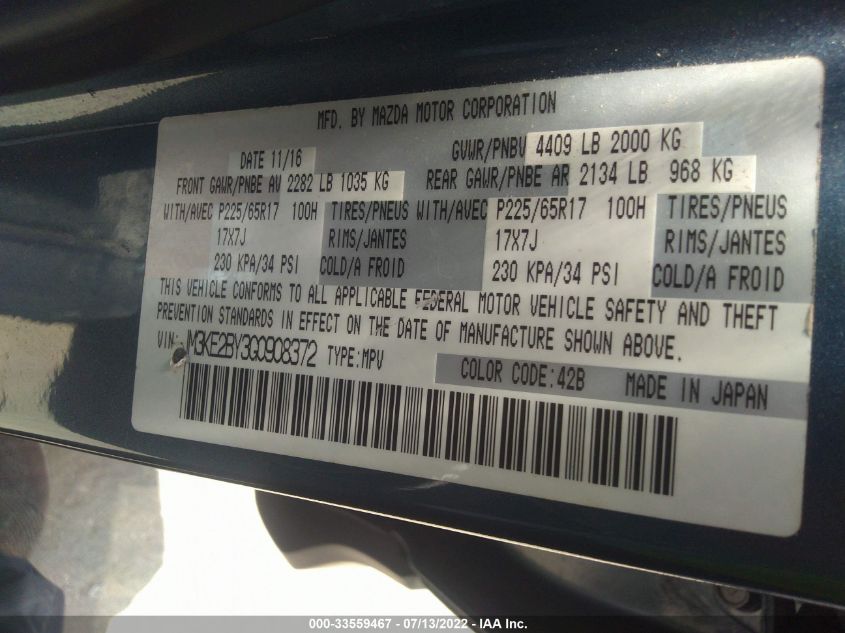 MFD. BY MAZDA MOTOR CORPORATION
DATE 11/16 GVWR/PNBV 4409 LB 2000 KG
FRONT GAWR/PNBE AV 2282 LB 1035 KG REAR GAWR/PNBE AR 2134 LB 968 KG
WITH/AVEC P225/65R17 100H TIRES/PNEUS WITH/AVEC P225/65R17 100H TIRES/PNEUS
17X7J RIMS/JANTES 17X7J RIMS/JANTES
230 KPA/34 PSI COLD/A FROID 230 KPA/34 PSI COLD/A FROID
THIS VEHICLE CONFORMS TO ALL APPLICABLE FEDERAL MOTOR VEHICLE SAFETY AND THEFT
PREVENTION STANDARDS IN EFFECT ON THE DATE OF MANUFACTURE SHOWN ABOVE.
VIN: JM3KE2BY3G0908372 TYPE:MPV
COLOR CODE:42B MADE IN JAPAN
000-33559467 - 07/13/2022 - IAA Inc.